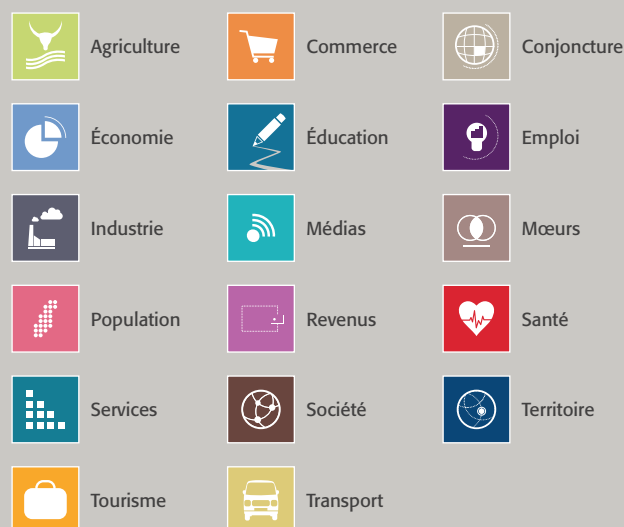 Agriculture
Commerce
Conjoncture
Économie
Éducation
Emploi
Industrie
Médias
Mœurs
Population
Revenus
Santé
Services
Société
Territoire
Tourisme
Transport